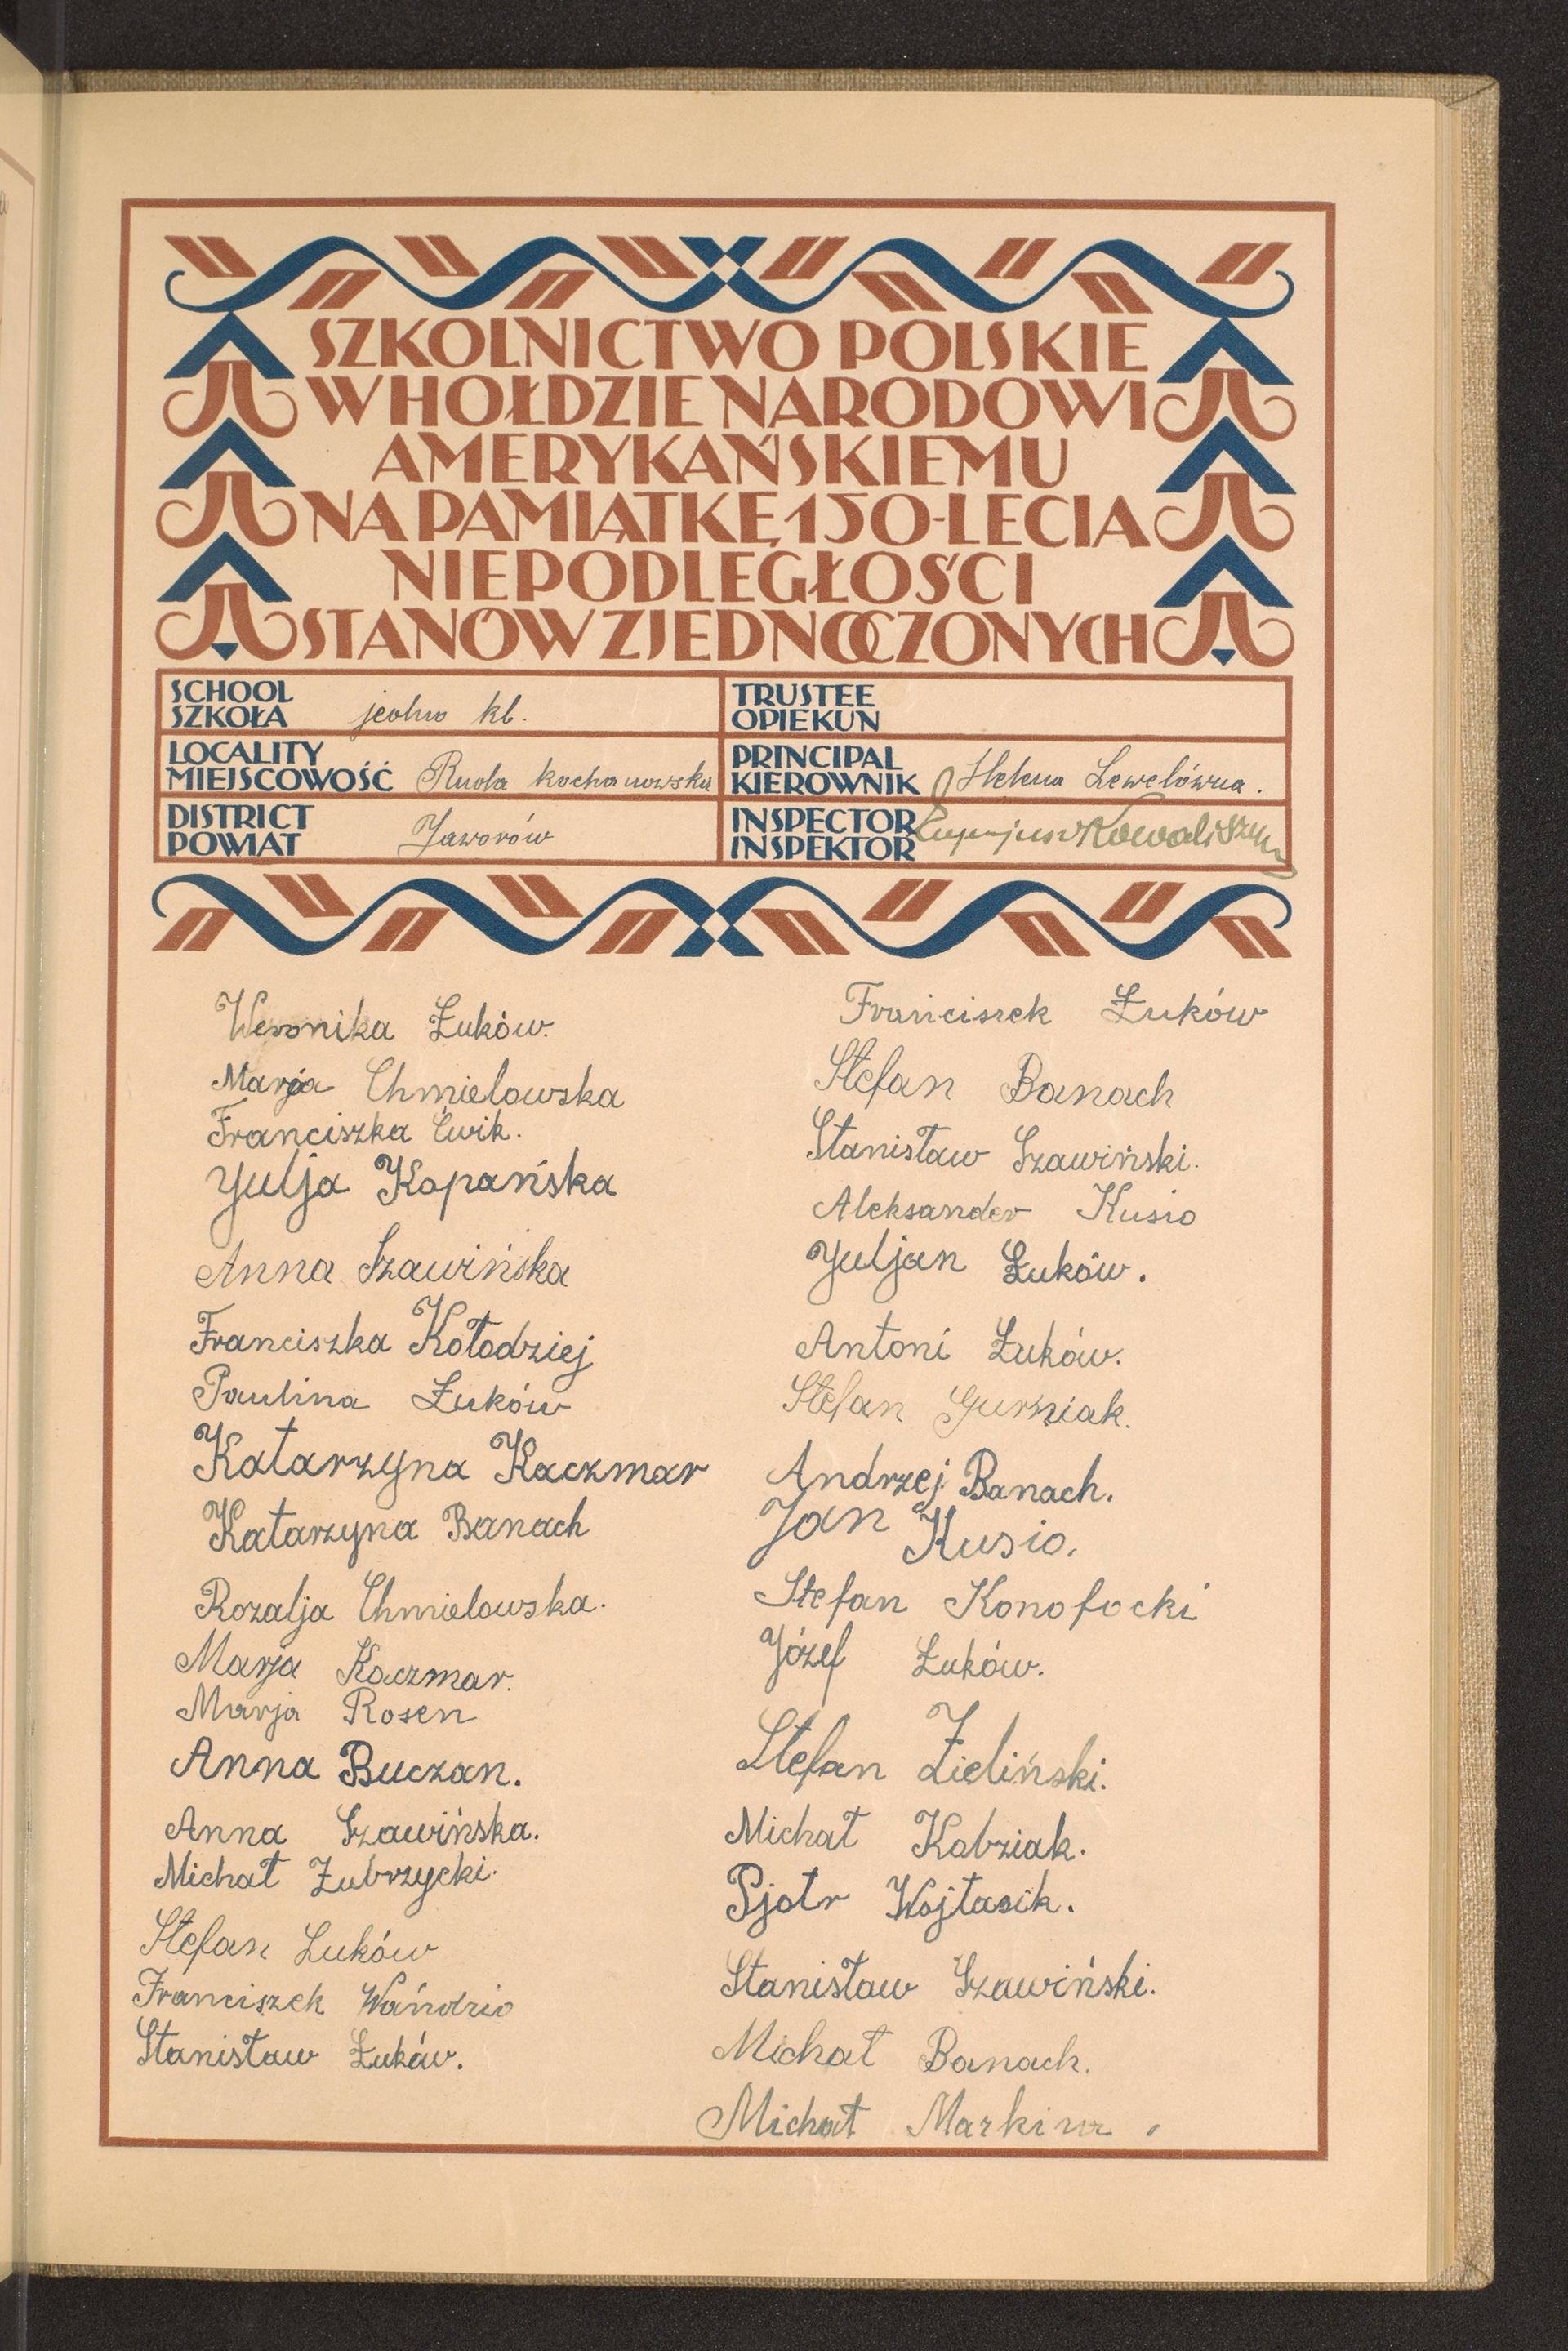 SZKOLNICTWO POLSKIE
W HOŁDZIE NARODOWI
AMERYKAŃSKIEMU
NA PAMIĄTKĘ 150-LECIA
NIEPODLEGŁOŚCI
STANÓW ZJEDNOCZONYCH
SCHOOL
SZKOŁA jedno kl.
TRUSTEE
OPIEKUN
LOCALITY
MIEJSCOWOŚĆ Ruda kochanowska
PRINCIPAL
KIEROWNIK Helena Lewelówna.
DISTRICT
POWIAT Jaworów
INSPECTOR
INSPEKTOR
Weronika Łuków.
Marja Chmielowska
Franciszka Ćwik.
Julja Kopańska
Anna Szawińska
Franciszka Kołodziej
Paulina Łuków
Katarzyna Kaczmar
Katarzyna Banach
Rozalja Chmielowska.
Marja Kaczmar.
Marja Rosen
Anna Buczan.
Anna Szawińska.
Michał Zubrzycki.
Stefan Luków
Franciszek Wańdzio
Stanisław Łuków.
Franciszek Łuków
Stefan Banach
Stanisław Szawiński.
Aleksander Kusio
Juljan Łuków.
Antoni Łuków.
Stefan Gurniak.
Andrzej Banach.
Jan Kusio.
Stefan Konofocki
Józef Łuków.
Stefan Zieliński.
Michał Kobziak.
Pjotr Wojtasik.
Stanisław Szawiński.
Michał Banach.
Michał